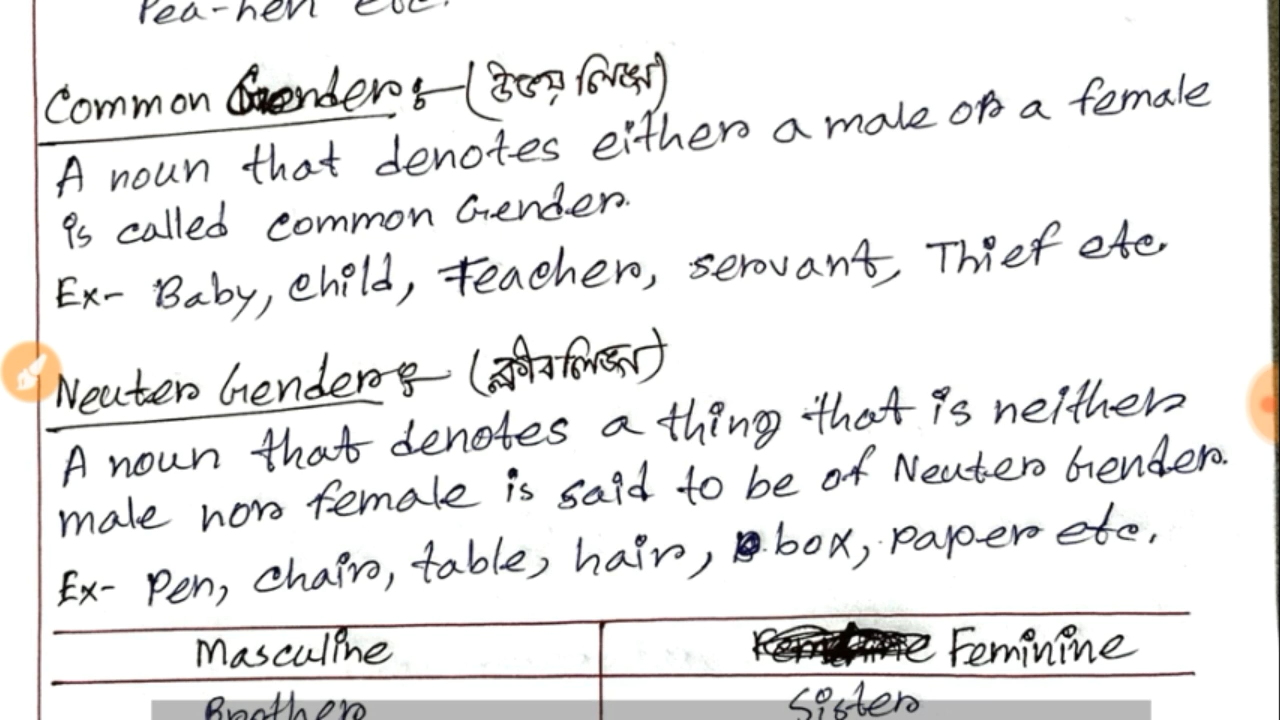 Pea-hen etc.
Common Gender :- (উভয় লিঙ্গ)
A noun that denotes either a male or a female
is called common Gender.
Ex- Baby, child, Teacher, servant, Thief etc.
Neuter Gender :- (ক্লীবলিঙ্গ)
A noun that denotes a thing that is neither
male nor female is said to be of Neuter Gender.
Ex- Pen, chair, table, hair, box, paper etc.
Masculine Feminine
Brother Sister